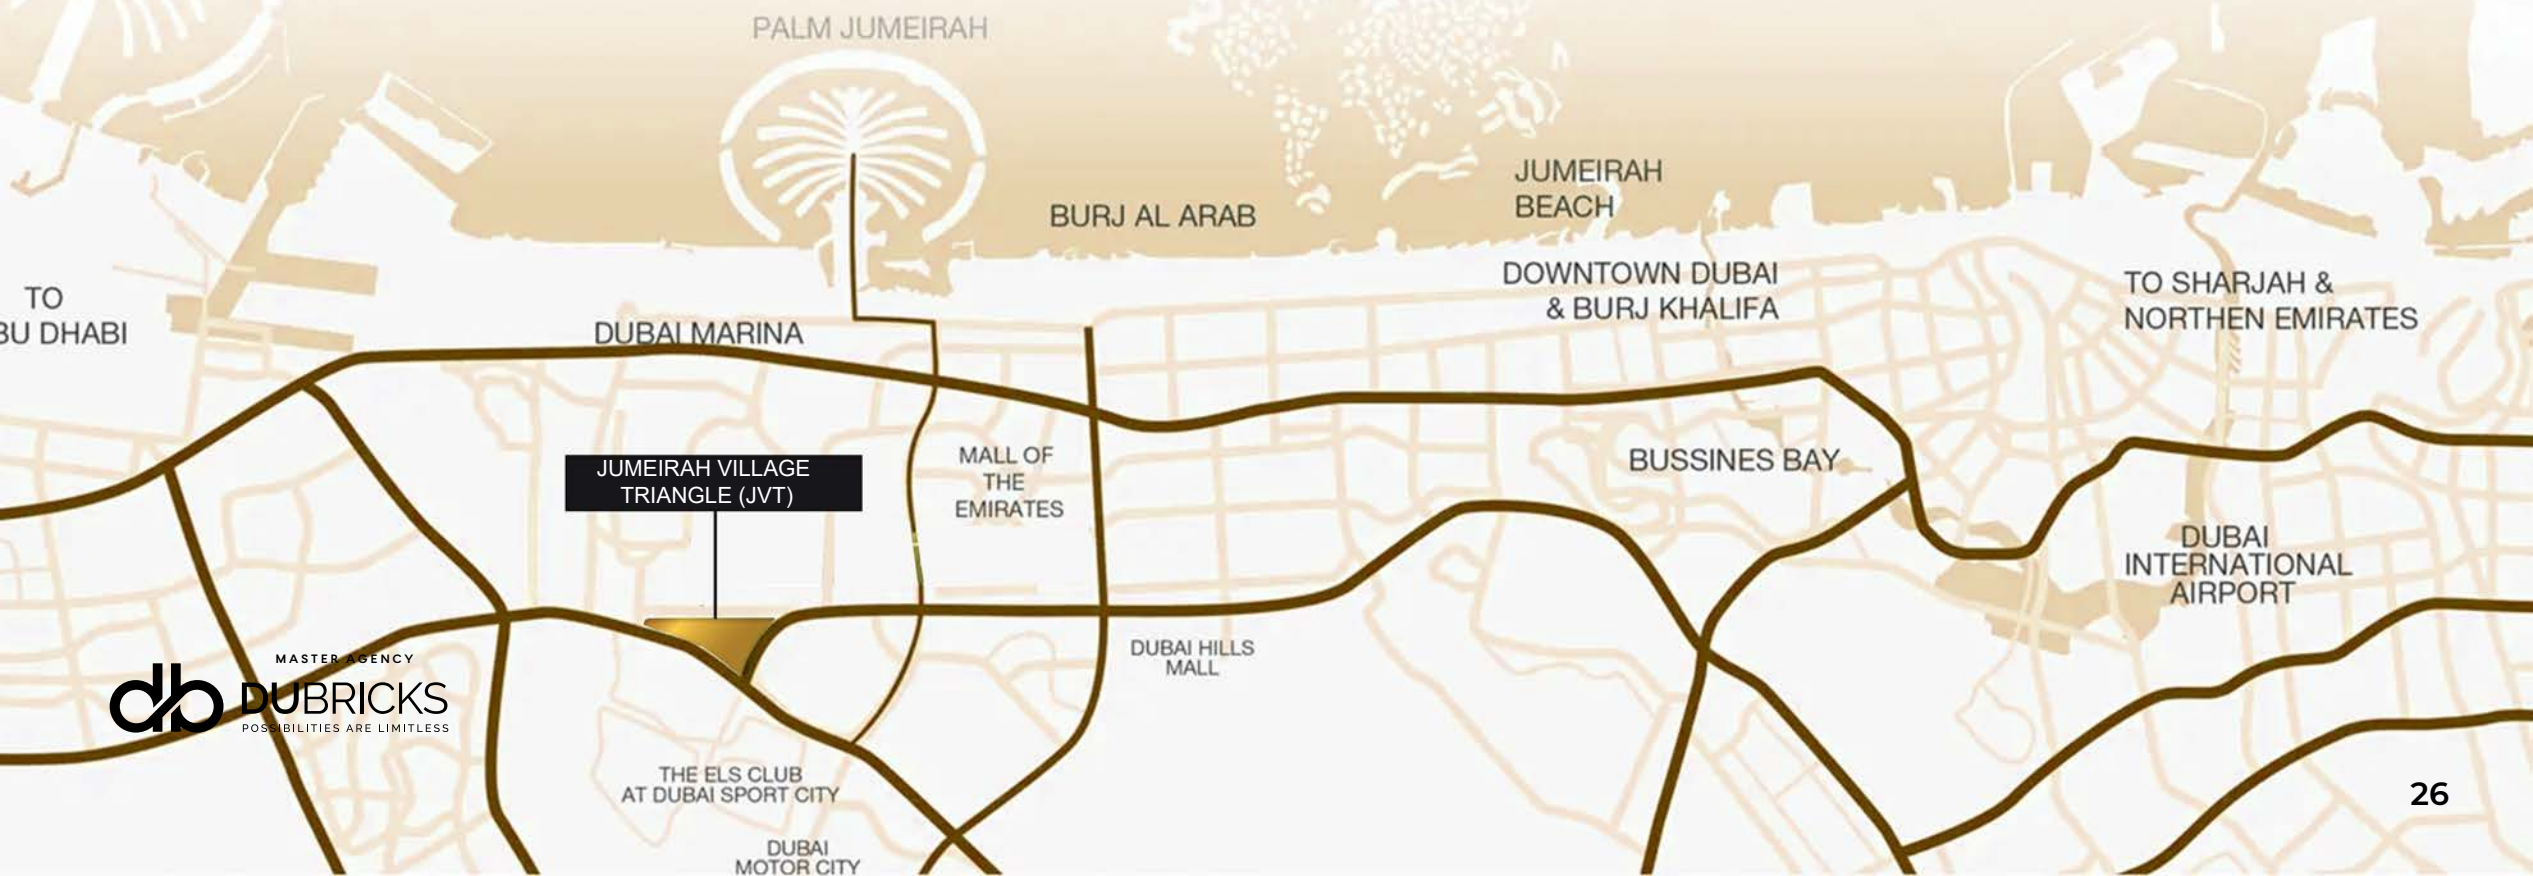 PALM JUMEIRAH
JUMEIRAH
BEACH
BURJ AL ARAB
DOWNTOWN DUBAI
& BURJ KHALIFA
TO SHARJAH &
NORTHEN EMIRATES
TO
BU DHABI
DUBAI MARINA
JUMEIRAH VILLAGE
TRIANGLE (JVT)
MALL OF
THE
EMIRATES
BUSSINES BAY
DUBAI
INTERNATIONAL
AIRPORT
DUBAI HILLS
MALL
MASTER AGENCY
db DUBRICKS
POSSIBILITIES ARE LIMITLESS
THE ELS CLUB
AT DUBAI SPORT CITY
DUBAI
MOTOR CITY
26